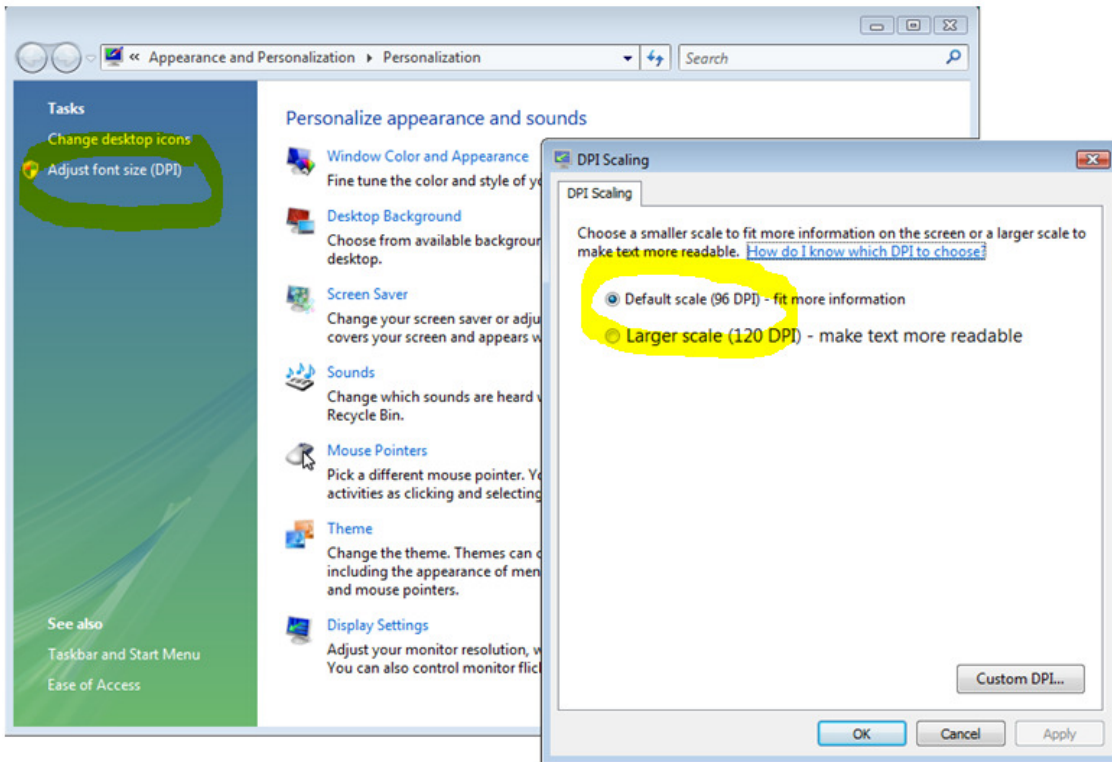 « Appearance and Personalization ▸ Personalization
Search
Tasks
Change desktop icons
Adjust font size (DPI)
See also
Taskbar and Start Menu
Ease of Access
Personalize appearance and sounds
Window Color and Appearance
Fine tune the color and style of
Desktop Background
Choose from available
desktop.
Screen Saver
Change your screen saver or
covers your screen and appears
Sounds
Change which sounds are heard
Recycle Bin.
Mouse Pointers
Pick a different mouse pointer.
activities as clicking and selecting
Theme
Change the theme. Themes can
including the appearance of
and mouse pointers.
Display Settings
Adjust your monitor resolution,
You can also control monitor
DPI Scaling
DPI Scaling
Choose a smaller scale to fit more information on the screen or a larger scale to
make text more readable. How do I know which DPI to choose?
Default scale (96 DPI) - fit more information
Larger scale (120 DPI) - make text more readable
Custom DPI...
OK
Cancel
Apply